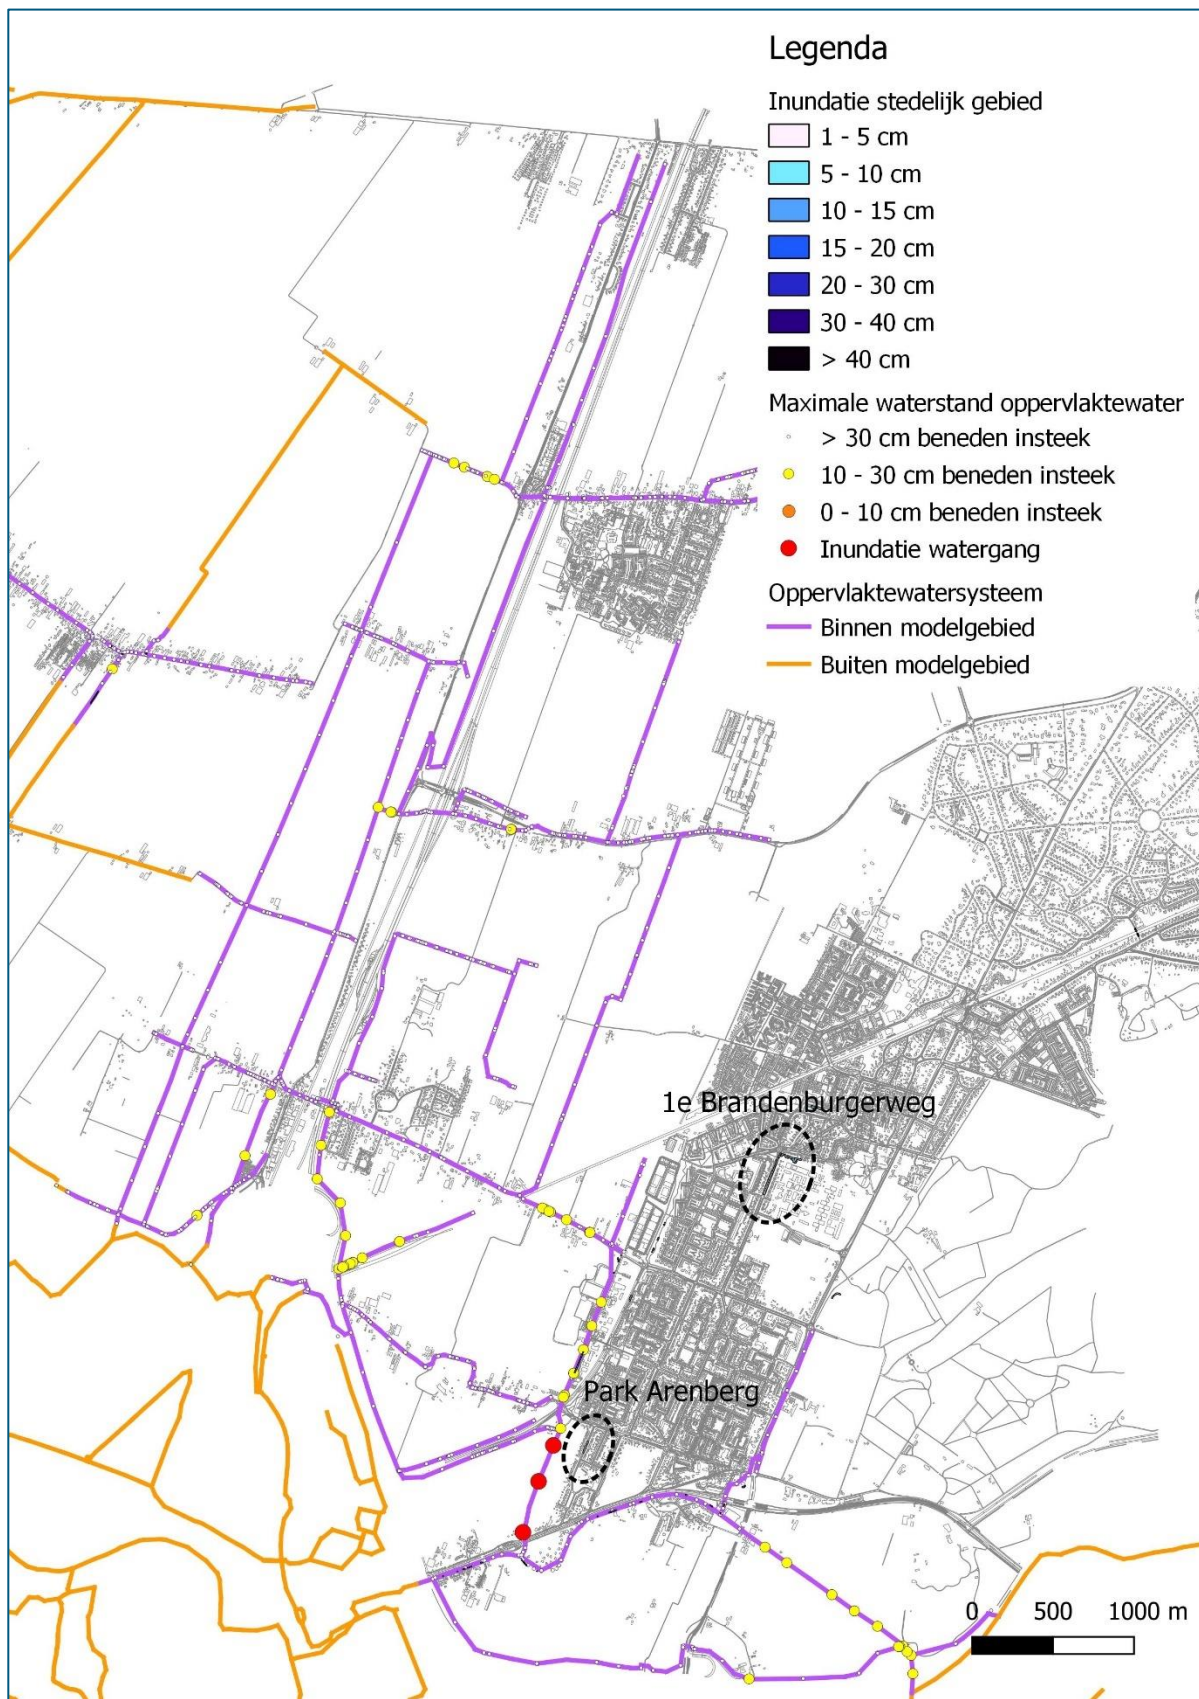 Legenda
Inundatie stedelijk gebied
1 - 5 cm
5 - 10 cm
10 - 15 cm
15 - 20 cm
20 - 30 cm
30 - 40 cm
> 40 cm
Maximale waterstand oppervlaktewater
> 30 cm beneden insteek
10 - 30 cm beneden insteek
0 - 10 cm beneden insteek
Inundatie watergang
Oppervlaktewatersysteem
Binnen modelgebied
Buiten modelgebied
1e Brandenburgerweg
Park Arenberg
0 500 1000 m